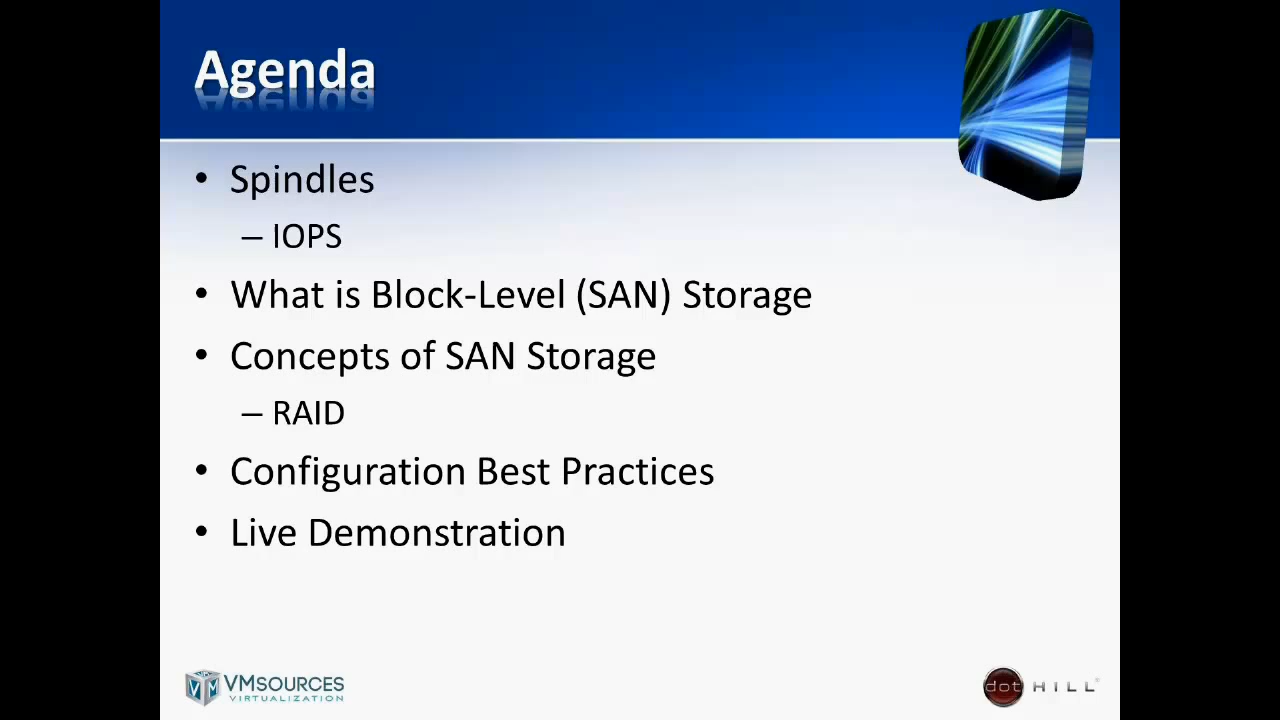 Agenda
• Spindles
– IOPS
• What is Block-Level (SAN) Storage
• Concepts of SAN Storage
– RAID
• Configuration Best Practices
• Live Demonstration
VMSOURCES
VIRTUALIZATION
dot HILL